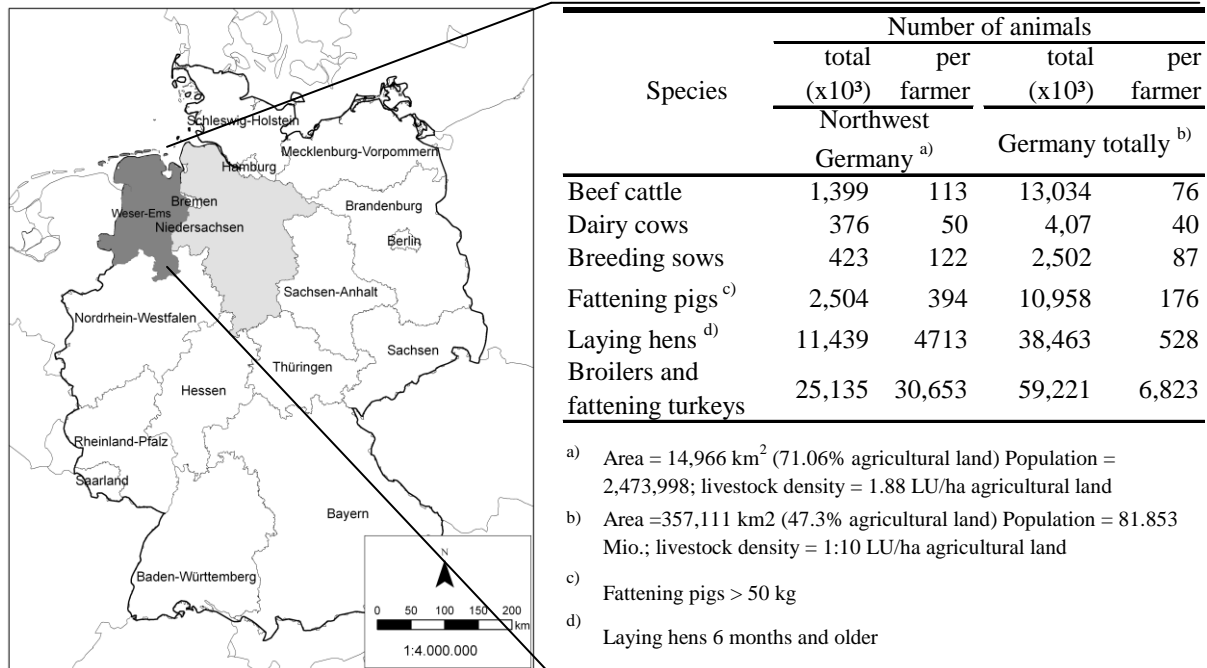 Schleswig-Holstein
Mecklenburg-Vorpommern
Hamburg
Bremen
Weser-Ems
Niedersachsen
Brandenburg
Berlin
Sachsen-Anhalt
Nordrhein-Westfalen
Sachsen
Thüringen
Hessen
Rheinland-Pfalz
Saarland
Bayern
Baden-Württemberg
N
0 50 100 150 200
km
1:4.000.000
Number of animals
Species total (x10³) per farmer total (x10³) per farmer
Northwest Germany a) Germany totally b)
Beef cattle 1,399 113 13,034 76
Dairy cows 376 50 4,07 40
Breeding sows 423 122 2,502 87
Fattening pigs c) 2,504 394 10,958 176
Laying hens d) 11,439 4713 38,463 528
Broilers and
fattening turkeys 25,135 30,653 59,221 6,823
a) Area = 14,966 km² (71.06% agricultural land) Population =
2,473,998; livestock density = 1.88 LU/ha agricultural land
b) Area =357,111 km2 (47.3% agricultural land) Population = 81.853
Mio.; livestock density = 1:10 LU/ha agricultural land
c) Fattening pigs > 50 kg
d) Laying hens 6 months and older